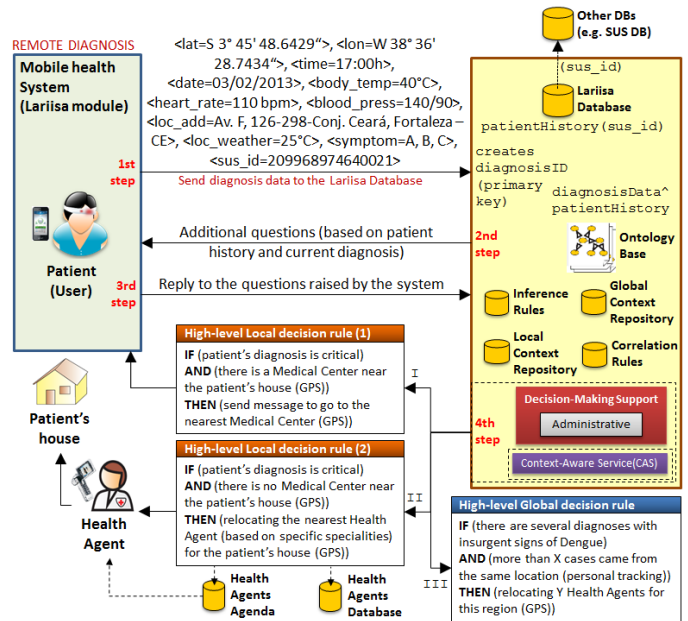 REMOTE DIAGNOSIS
Mobile health
System
(Lariisa module)
<lat=S 3° 45' 48.6429“>, <lon=W 38° 36'
28.7434“>, <time=17:00h>,
<date=03/02/2013>, <body_temp=40°C>,
<heart_rate=110 bpm>, <blood_press=140/90>,
<loc_add=Av. F, 126-298-Conj. Ceará, Fortaleza –
CE>, <loc_weather=25°C>, <symptom=A, B, C>,
<sus_id=209968974640021>
1st
step
Send diagnosis data to the Lariisa Database
Patient
(User)
Additional questions (based on patient
history and current diagnosis)
2nd
step
3rd
step
Reply to the questions raised by the system
Other DBs
(e.g. SUS DB)
(sus_id)
Lariisa
Database
patientHistory(sus_id)
creates
diagnosisID
(primary
key)
diagnosisData^
patientHistory
Ontology
Base
Inference
Rules
Global
Context
Repository
Local
Context
Repository
Correlation
Rules
4th
step
Decision-Making Support
Administrative
Context-Aware Service(CAS)
High-level Local decision rule (1)
IF (patient's diagnosis is critical)
AND (there is a Medical Center near
the patient's house (GPS))
THEN (send message to go to the
nearest Medical Center (GPS))
I
Patient's
house
High-level Local decision rule (2)
IF (patient's diagnosis is critical)
AND (there is no Medical Center near
the patient's house (GPS))
THEN (relocating the nearest Health
Agent (based on specific specialities)
for the patient's house (GPS))
II
Health
Agent
Health
Agents
Agenda
Health
Agents
Database
III
High-level Global decision rule
IF (there are several diagnoses with
insurgent signs of Dengue)
AND (more than X cases came from
the same location (personal tracking))
THEN (relocating Y Health Agents for
this region (GPS))